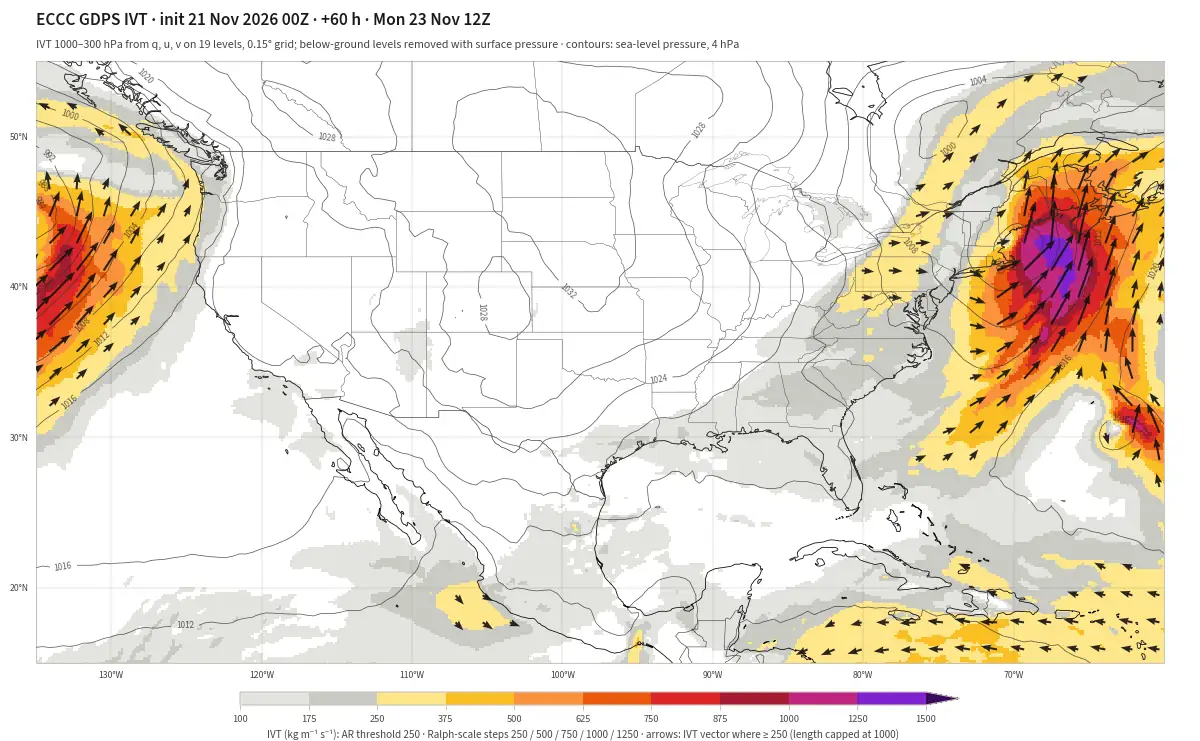 ECCC GDPS IVT · init 21 Nov 2026 00Z · +60 h · Mon 23 Nov 12Z
IVT 1000–300 hPa from q, u, v on 19 levels, 0.15° grid; below-ground levels removed with surface pressure · contours: sea-level pressure, 4 hPa
1020
1004
1000
1028
1028
50°N
1000
992
1004
1008
1020
40°N
1032
1028
1008
1012
1016
1024
1016
30°N
1016
20°N
1012
130°W 120°W 110°W 100°W 90°W 80°W 70°W
100 175 250 375 500 625 750 875 1000 1250 1500
IVT (kg m⁻¹ s⁻¹): AR threshold 250 · Ralph-scale steps 250 / 500 / 750 / 1000 / 1250 · arrows: IVT vector where ≥ 250 (length capped at 1000)